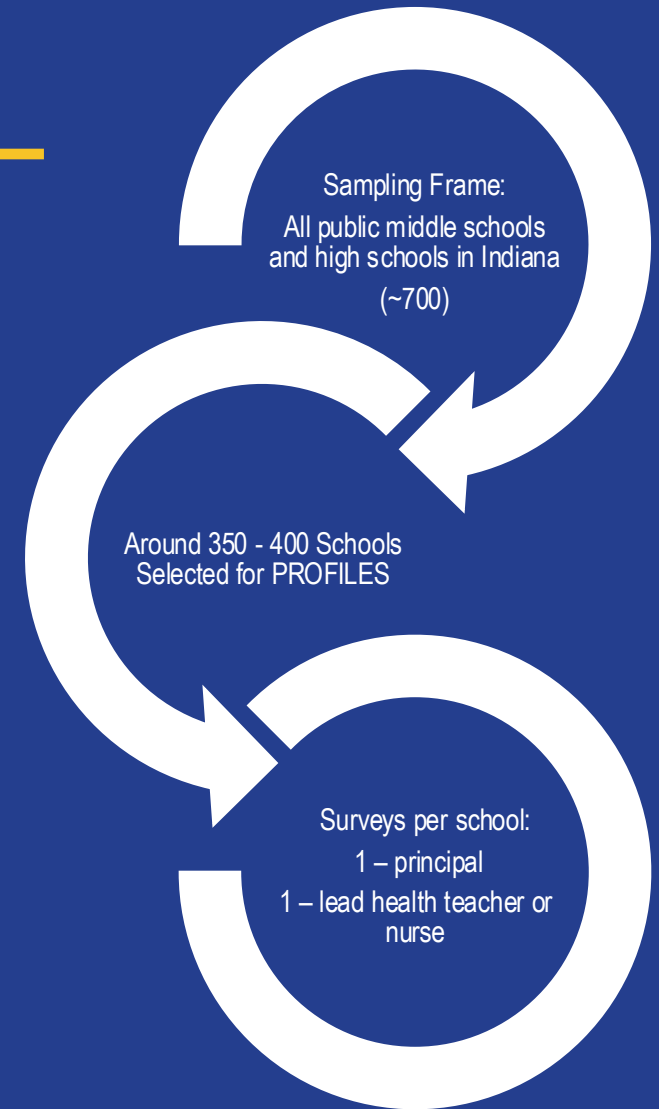 Sampling Frame:
All public middle schools
and high schools in Indiana
(~700)
Around 350 - 400 Schools
Selected for PROFILES
Surveys per school:
1 – principal
1 – lead health teacher or
nurse